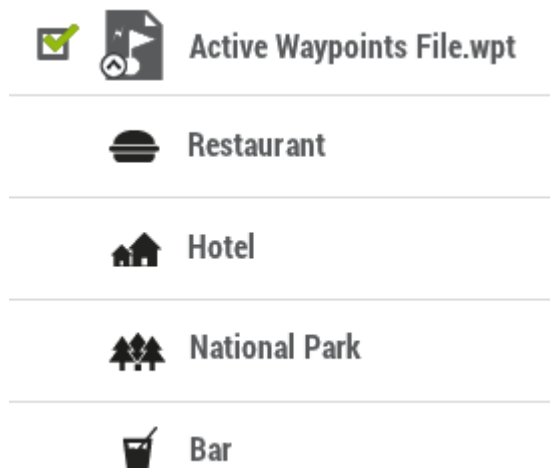 Active Waypoints File.wpt
Restaurant
Hotel
National Park
Bar